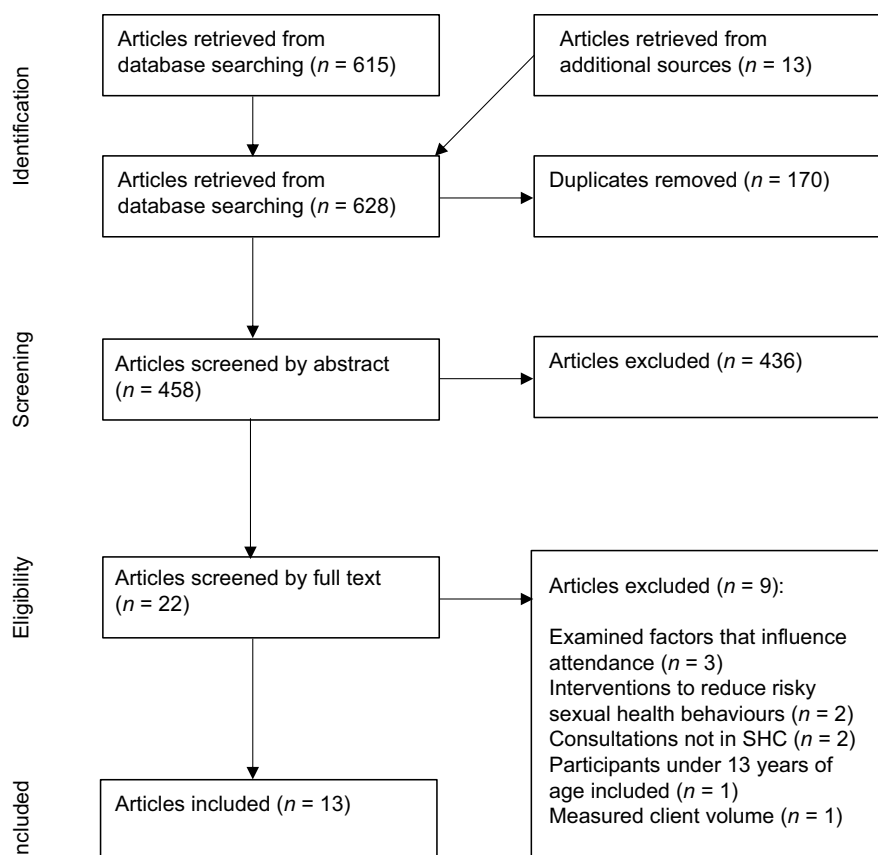 Identification
Articles retrieved from
database searching (n = 615)
Articles retrieved from
additional sources (n = 13)
Articles retrieved from
database searching (n = 628)
Duplicates removed (n = 170)
Screening
Articles screened by abstract
(n = 458)
Articles excluded (n = 436)
Eligibility
Articles screened by full text
(n = 22)
Articles excluded (n = 9):
Examined factors that influence
attendance (n = 3)
Interventions to reduce risky
sexual health behaviours (n = 2)
Consultations not in SHC (n = 2)
Participants under 13 years of
age included (n = 1)
Measured client volume (n = 1)
Included
Articles included (n = 13)